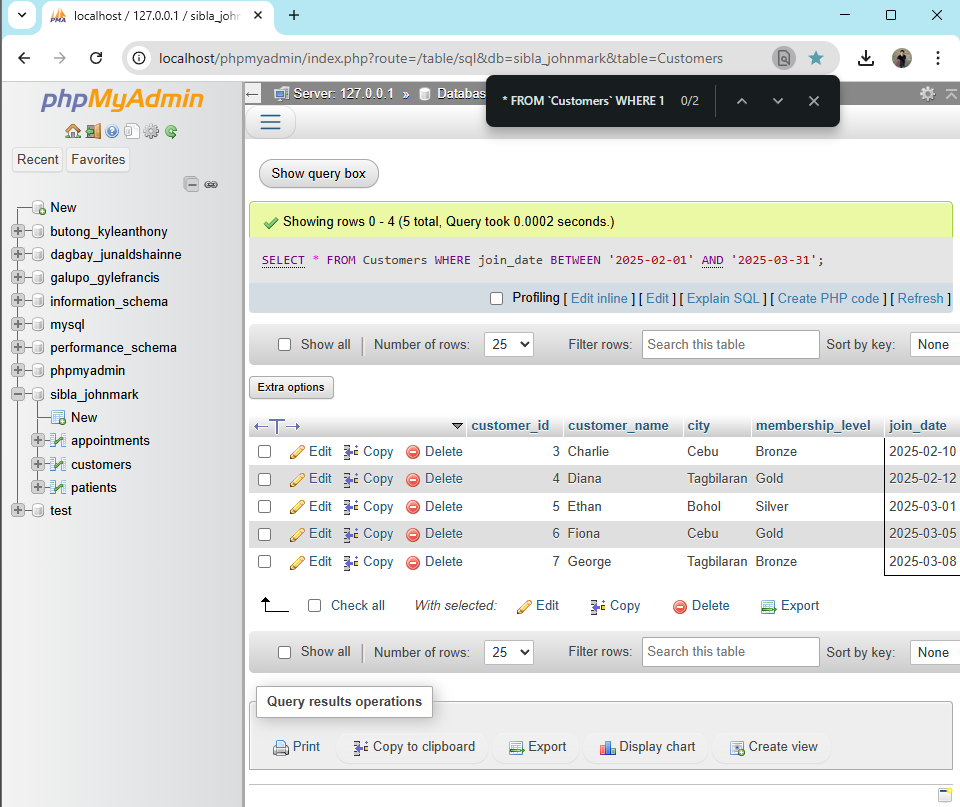 localhost / 127.0.0.1 / sibla_john
localhost/phpmyadmin/index.php?route=/table/sql&db=sibla_johnmark&table=Customers
phpMyAdmin
Recent Favorites
New
butong_kyleanthony
dagbay_junaldshainne
galupo_gylefrancis
information_schema
mysql
performance_schema
phpmyadmin
sibla_johnmark
New
appointments
customers
patients
test
Server: 127.0.0.1 » Databas
* FROM `Customers` WHERE 1 0/2
Show query box
Showing rows 0 - 4 (5 total, Query took 0.0002 seconds.)
SELECT * FROM Customers WHERE join_date BETWEEN '2025-02-01' AND '2025-03-31';
Profiling [ Edit inline ] [ Edit ] [ Explain SQL ] [ Create PHP code ] [ Refresh ]
Show all Number of rows: 25 Filter rows: Search this table Sort by key: None
Extra options
customer_id customer_name city membership_level join_date
Edit Copy Delete 3 Charlie Cebu Bronze 2025-02-10
Edit Copy Delete 4 Diana Tagbilaran Gold 2025-02-12
Edit Copy Delete 5 Ethan Bohol Silver 2025-03-01
Edit Copy Delete 6 Fiona Cebu Gold 2025-03-05
Edit Copy Delete 7 George Tagbilaran Bronze 2025-03-08
Check all With selected: Edit Copy Delete Export
Show all Number of rows: 25 Filter rows: Search this table Sort by key: None
Query results operations
Print Copy to clipboard Export Display chart Create view